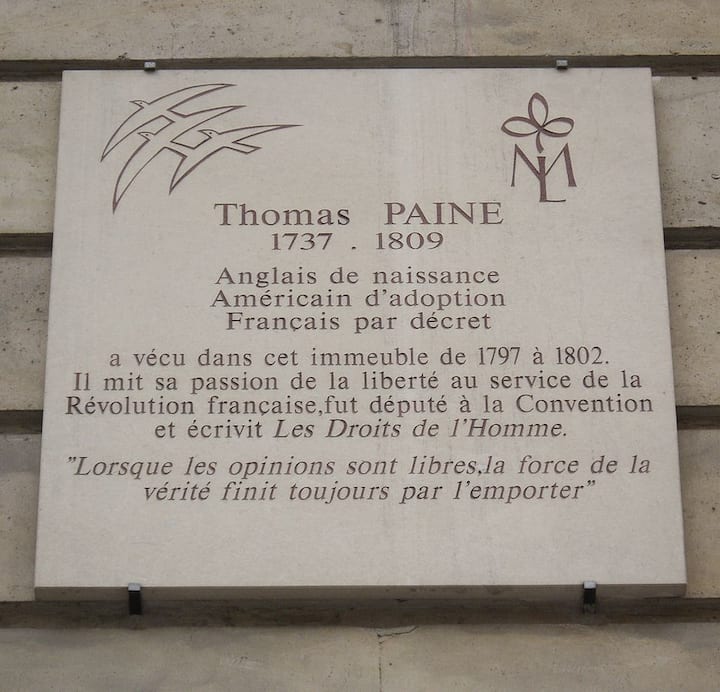 NLM
Thomas PAINE
1737 . 1809
Anglais de naissance
Américain d'adoption
Français par décret
a vécu dans cet immeuble de 1797 à 1802.
Il mit sa passion de la liberté au service de la
Révolution française,fut député à la Convention
et écrivit Les Droits de l'Homme.
"Lorsque les opinions sont libres,la force de la
vérité finit toujours par l'emporter"